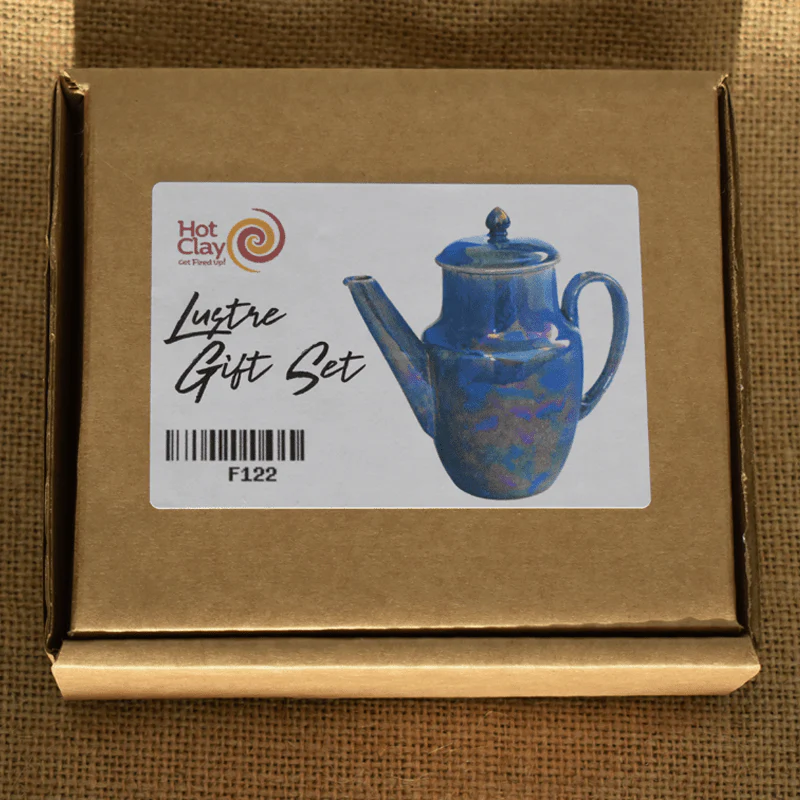 Hot
Clay
Get Fired Up!
Lustre
Gift Set
F122